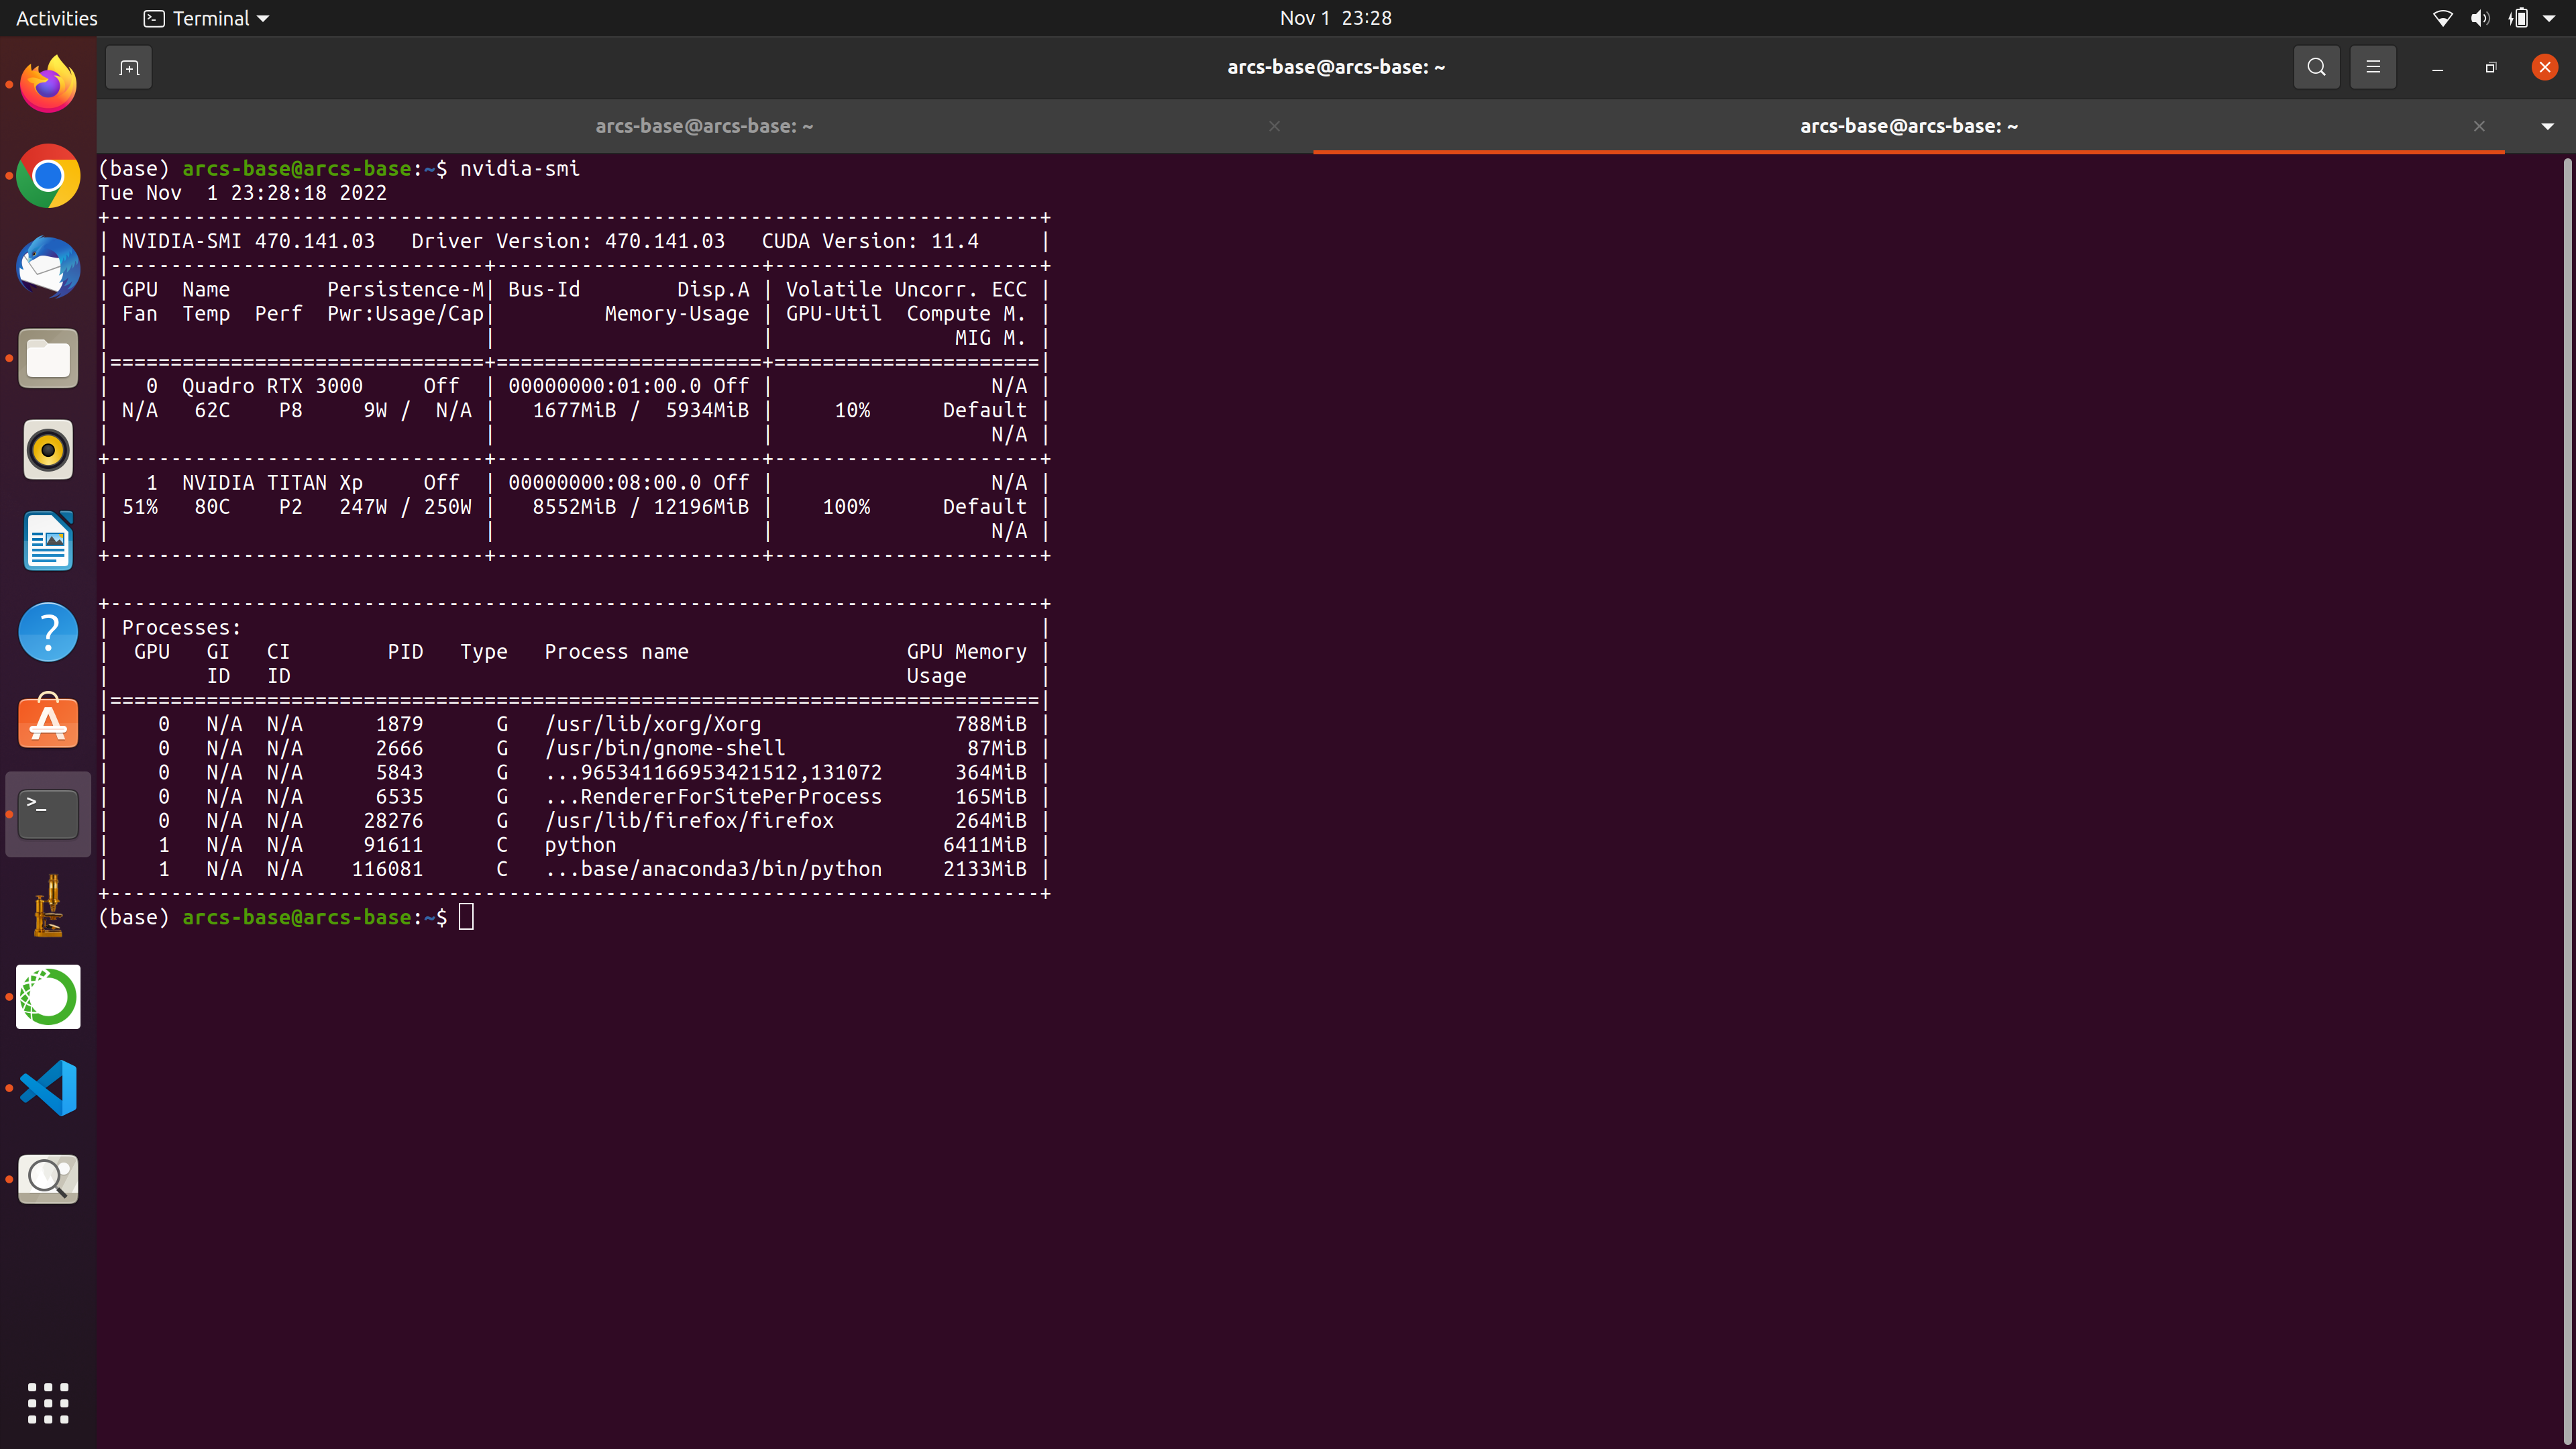 Activities Terminal Nov 1 23:28
arcs-base@arcs-base: ~
arcs-base@arcs-base: ~ arcs-base@arcs-base: ~
(base) arcs-base@arcs-base:~$ nvidia-smi
Tue Nov  1 23:28:18 2022
+-----------------------------------------------------------------------------+
| NVIDIA-SMI 470.141.03   Driver Version: 470.141.03   CUDA Version: 11.4     |
|-------------------------------+----------------------+----------------------+
| GPU  Name        Persistence-M| Bus-Id        Disp.A | Volatile Uncorr. ECC |
| Fan  Temp  Perf  Pwr:Usage/Cap|         Memory-Usage | GPU-Util  Compute M. |
|                               |                      |               MIG M. |
|===============================+======================+======================|
|   0  Quadro RTX 3000     Off  | 00000000:01:00.0 Off |                  N/A |
| N/A   62C    P8     9W /  N/A |   1677MiB /  5934MiB |     10%      Default |
|                               |                      |                  N/A |
+-------------------------------+----------------------+----------------------+
|   1  NVIDIA TITAN Xp     Off  | 00000000:08:00.0 Off |                  N/A |
| 51%   80C    P2   247W / 250W |   8552MiB / 12196MiB |    100%      Default |
|                               |                      |                  N/A |
+-------------------------------+----------------------+----------------------+

+-----------------------------------------------------------------------------+
| Processes:                                                                  |
|  GPU   GI   CI        PID   Type   Process name                  GPU Memory |
|        ID   ID                                                   Usage      |
|=============================================================================|
|    0   N/A  N/A      1879      G   /usr/lib/xorg/Xorg                788MiB |
|    0   N/A  N/A      2666      G   /usr/bin/gnome-shell               87MiB |
|    0   N/A  N/A      5843      G   ...965341166953421512,131072      364MiB |
|    0   N/A  N/A      6535      G   ...RendererForSitePerProcess      165MiB |
|    0   N/A  N/A     28276      G   /usr/lib/firefox/firefox          264MiB |
|    1   N/A  N/A     91611      C   python                           6411MiB |
|    1   N/A  N/A    116081      C   ...base/anaconda3/bin/python     2133MiB |
+-----------------------------------------------------------------------------+
(base) arcs-base@arcs-base:~$